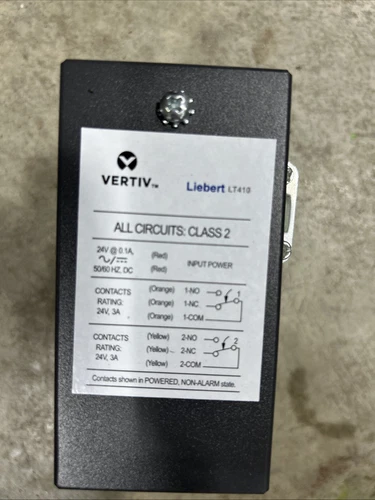 VERTIV™
Liebert LT410
ALL CIRCUITS: CLASS 2
24V @ 0.1A, (Red)
50/60 HZ, DC (Red) INPUT POWER
CONTACTS (Orange) 1-NO 1
RATING: (Orange) 1-NC
24V, 3A (Orange) 1-COM
CONTACTS (Yellow) 2-NO 2
RATING: (Yellow) 2-NC
24V, 3A (Yellow) 2-COM
Contacts shown in POWERED, NON-ALARM state.